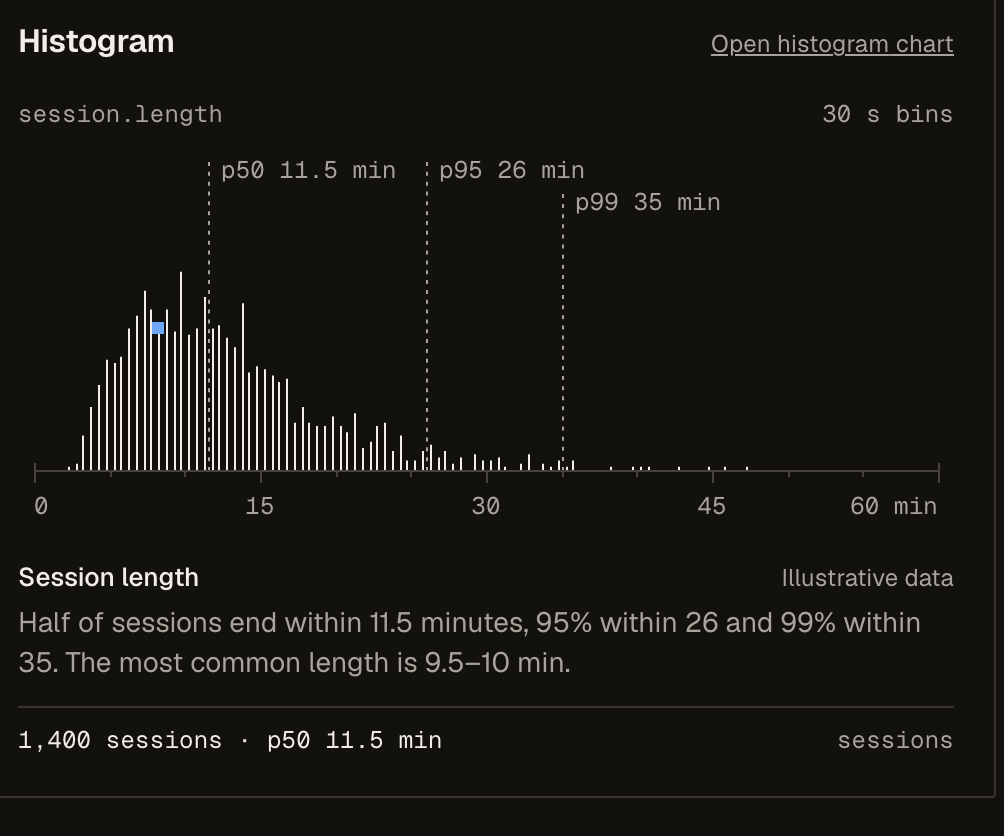 Histogram
Open histogram chart
session.length
30 s bins
p50 11.5 min
p95 26 min
p99 35 min
0
15
30
45
60 min
Session length
Illustrative data
Half of sessions end within 11.5 minutes, 95% within 26 and 99% within
35. The most common length is 9.5–10 min.
1,400 sessions · p50 11.5 min
sessions